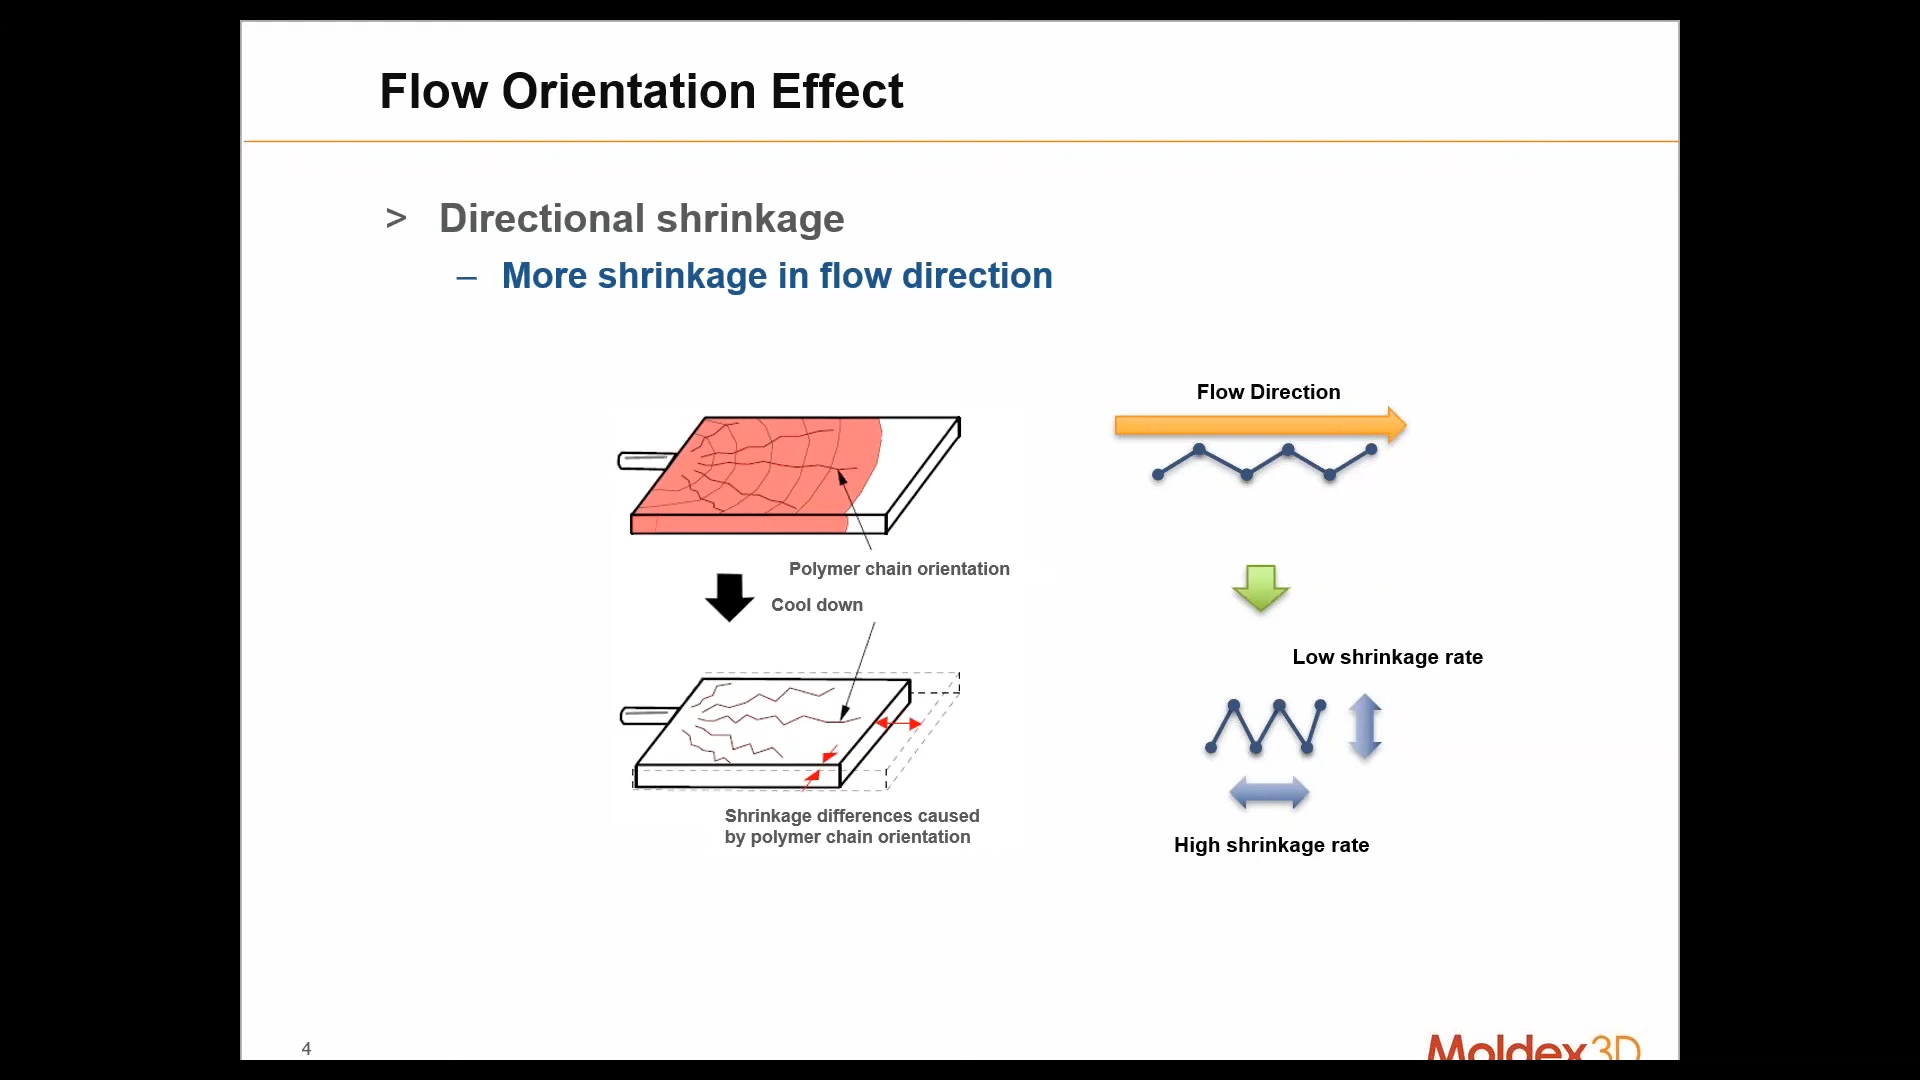 Flow Orientation Effect
> Directional shrinkage
– More shrinkage in flow direction
Flow Direction
Polymer chain orientation
Cool down
Low shrinkage rate
Shrinkage differences caused
by polymer chain orientation
High shrinkage rate
4
Moldex3D